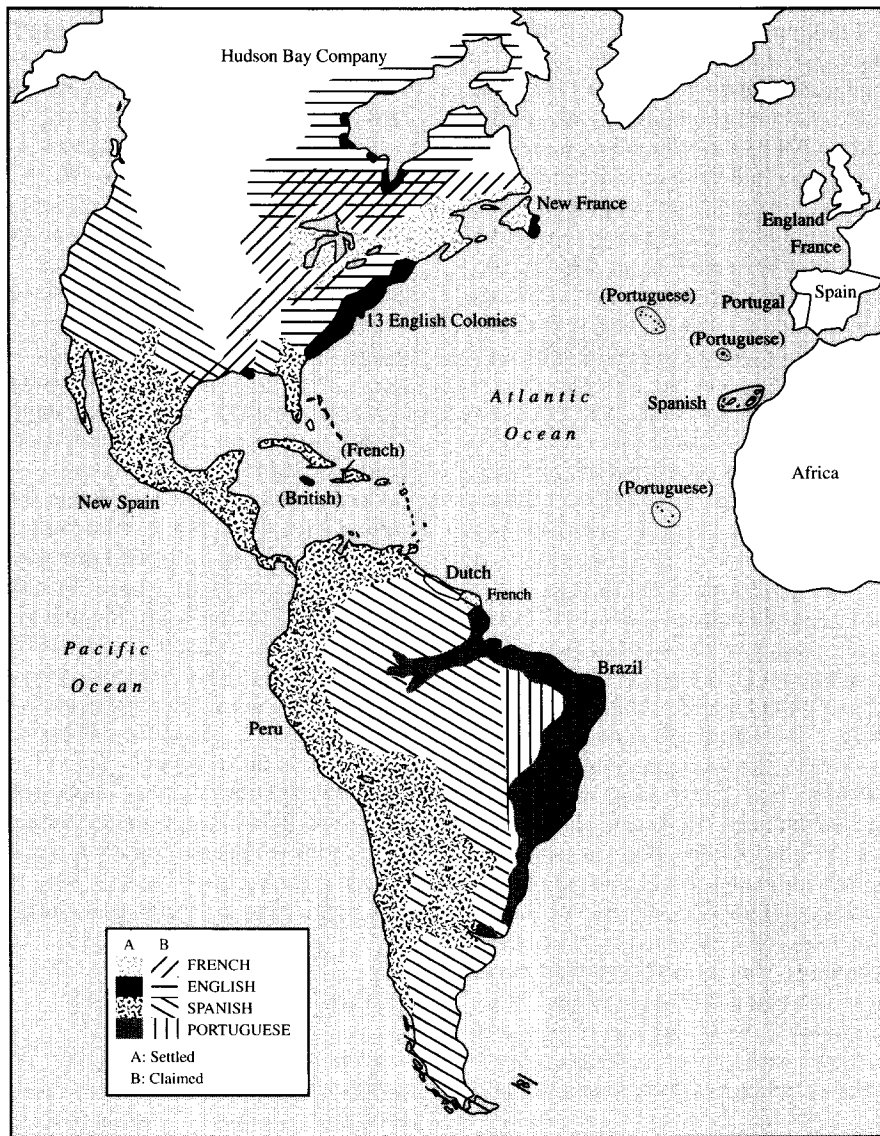 Hudson Bay Company
New France
England
France
(Portuguese)
Portugal
Spain
13 English Colonies
(Portuguese)
Atlantic
Ocean
Spanish
(French)
(British)
(Portuguese)
Africa
New Spain
Dutch
French
Pacific
Ocean
Brazil
Peru
A B
FRENCH
ENGLISH
SPANISH
PORTUGUESE
A: Settled
B: Claimed